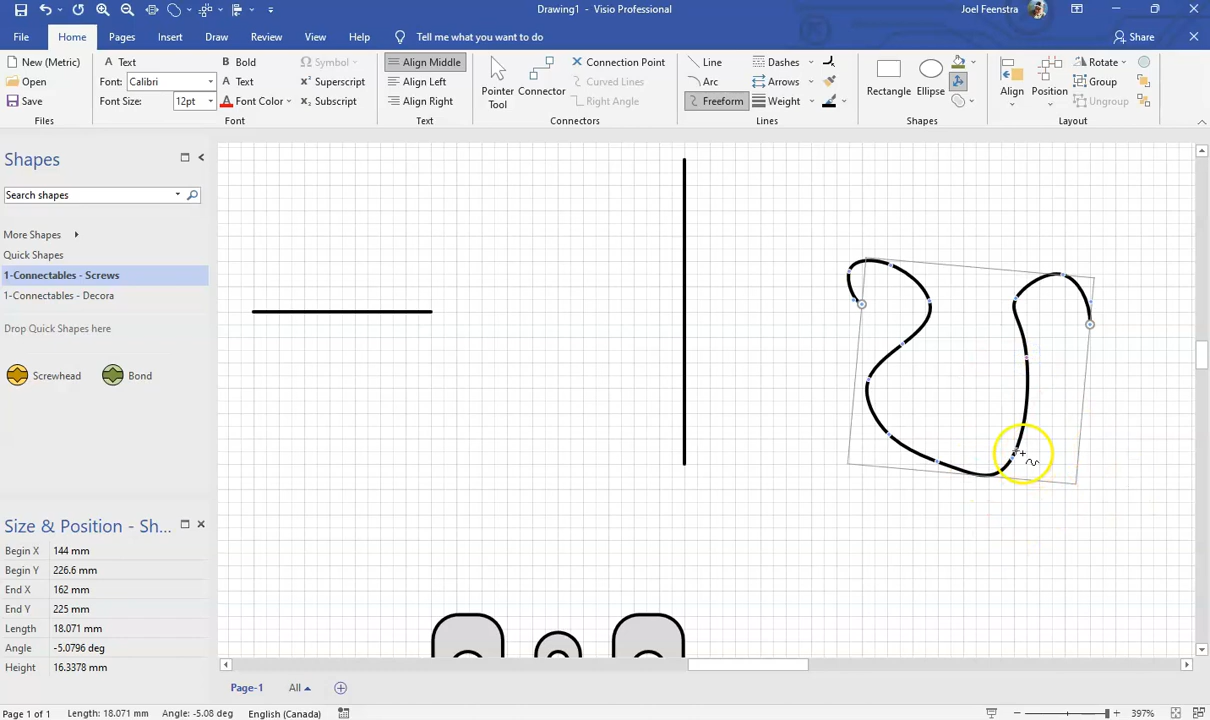 Drawing1 - Visio Professional
Joel Feenstra
File Home Pages Insert Draw Review View Help Tell me what you want to do Share
New (Metric)
Open
Save
Files
Text Bold Symbol
Font: Calibri Text Superscript
Font Size: 12pt Font Color Subscript
Font
Align Middle
Align Left
Align Right
Text
Pointer Tool
Connector
Connection Point
Curved Lines
Right Angle
Connectors
Line Dashes
Arc Arrows
Freeform Weight
Lines
Rectangle Ellipse
Shapes
Align Position
Rotate
Group
Ungroup
Layout
Shapes
Search shapes
More Shapes
Quick Shapes
1-Connectables - Screws
1-Connectables - Decora
Drop Quick Shapes here
Screwhead Bond
Size & Position - Sh...
Begin X 144 mm
Begin Y 226.6 mm
End X 162 mm
End Y 225 mm
Length 18.071 mm
Angle -5.0796 deg
Height 16.3378 mm
Page-1 All
Page 1 of 1 Length: 18.071 mm Angle: -5.08 deg English (Canada) 397%